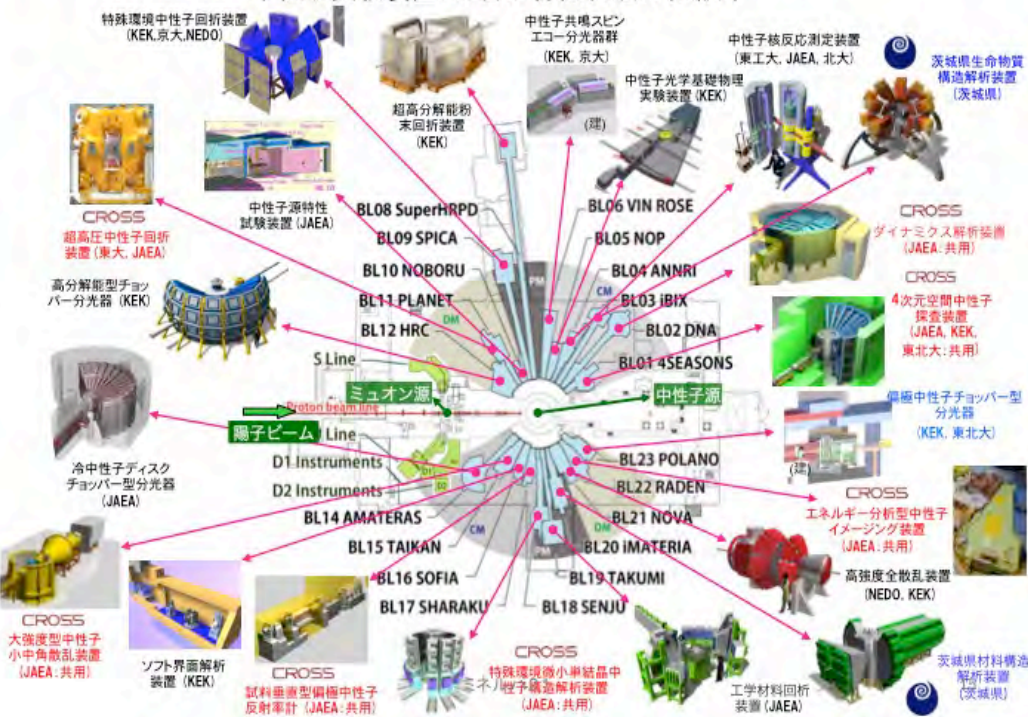 特殊環境中性子回折装置
(KEK,京大,NEDO)
超高分解能粉
末回折装置
(KEK)
中性子共鳴スピン
エコー分光器群
(KEK, 京大)
(建)
中性子光学基礎物理
実験装置 (KEK)
中性子核反応測定装置
(東工大, JAEA, 北大)
茨城県生命物質
構造解析装置
(茨城県)
CROSS
超高圧中性子回折
装置 (東大, JAEA)
中性子源特性
試験装置 (JAEA)
高分解能型チョッ
パー分光器 (KEK)
BL08 SuperHRPD
BL09 SPICA
BL10 NOBORU
BL11 PLANET
BL12 HRC
BL06 VIN ROSE
BL05 NOP
BL04 ANNRI
BL03 iBIX
BL02 DNA
BL01 4SEASONS
PM
CM
DM
CROSS
ダイナミクス解析装置
(JAEA:共用)
CROSS
4次元空間中性子
探査装置
(JAEA, KEK,
東北大:共用)
S Line
ミュオン源
中性子源
Proton beam line
陽子ビーム
Line
D1 Instruments
D2 Instruments
D1
D2
冷中性子ディスク
チョッパー型分光器
(JAEA)
偏極中性子チョッパー型
分光器
(KEK, 東北大)
(建)
BL14 AMATERAS
BL15 TAIKAN
BL16 SOFIA
BL17 SHARAKU
BL23 POLANO
BL22 RADEN
BL21 NOVA
BL20 iMATERIA
BL19 TAKUMI
BL18 SENJU
CM
DM
PM
CROSS
エネルギー分析型中性子
イメージング装置
(JAEA:共用)
高強度全散乱装置
(NEDO, KEK)
CROSS
大強度型中性子
小中角散乱装置
(JAEA:共用)
ソフト界面解析
装置 (KEK)
CROSS
試料垂直型偏極中性子
反射率計 (JAEA:共用)
CROSS
特殊環境微小単結晶中
性子構造解析装置
(JAEA:共用)
工学材料回析
装置 (JAEA)
茨城県材料構造
解析装置
(茨城県)